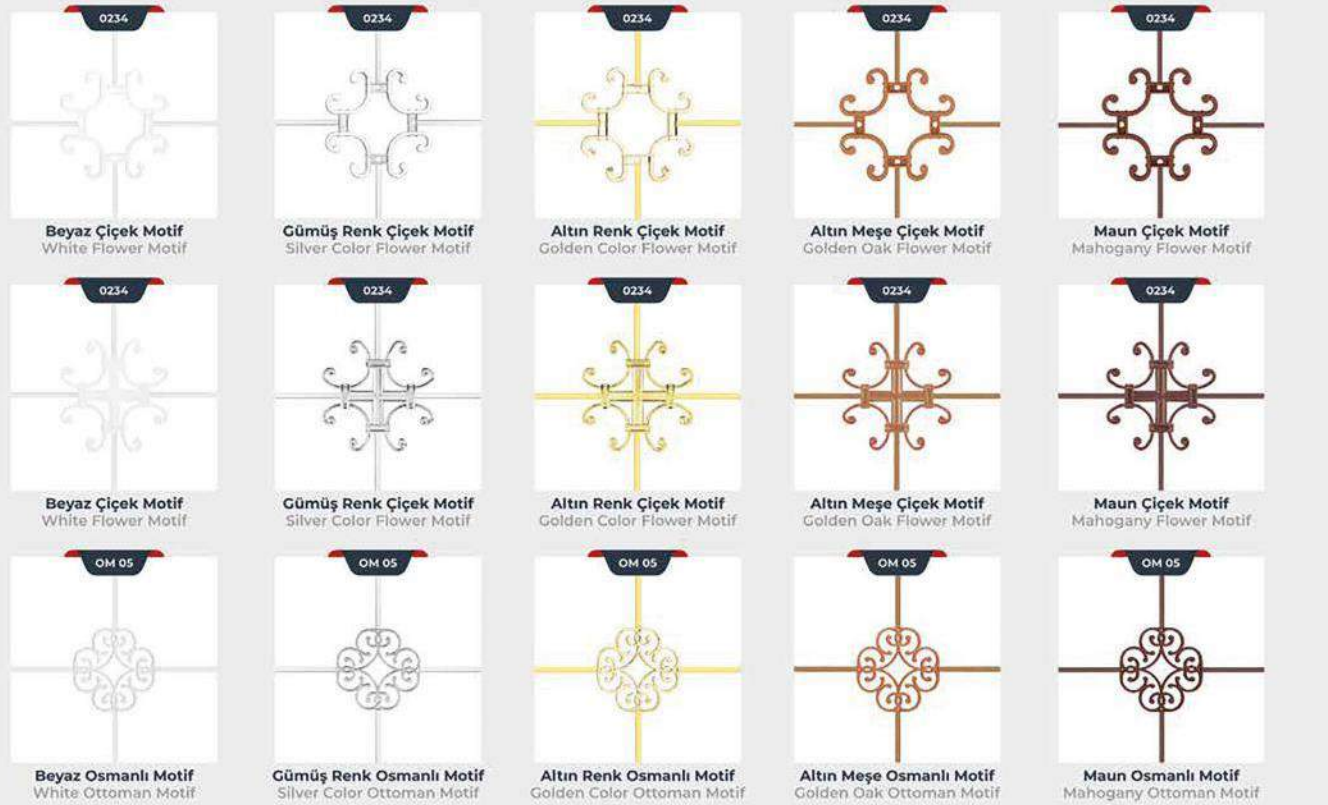 0234
0234
0234
0234
0234
Beyaz Çiçek Motif
White Flower Motif
Gümüş Renk Çiçek Motif
Silver Color Flower Motif
Altın Renk Çiçek Motif
Golden Color Flower Motif
Altın Meşe Çiçek Motif
Golden Oak Flower Motif
Maun Çiçek Motif
Mahogany Flower Motif
0234
0234
0234
0234
0234
Beyaz Çiçek Motif
White Flower Motif
Gümüş Renk Çiçek Motif
Silver Color Flower Motif
Altın Renk Çiçek Motif
Golden Color Flower Motif
Altın Meşe Çiçek Motif
Golden Oak Flower Motif
Maun Çiçek Motif
Mahogany Flower Motif
OM 05
OM 05
OM 05
OM 05
OM 05
Beyaz Osmanlı Motif
White Ottoman Motif
Gümüş Renk Osmanlı Motif
Silver Color Ottoman Motif
Altın Renk Osmanlı Motif
Golden Color Ottoman Motif
Altın Meşe Osmanlı Motif
Golden Oak Ottoman Motif
Maun Osmanlı Motif
Mahogany Ottoman Motif